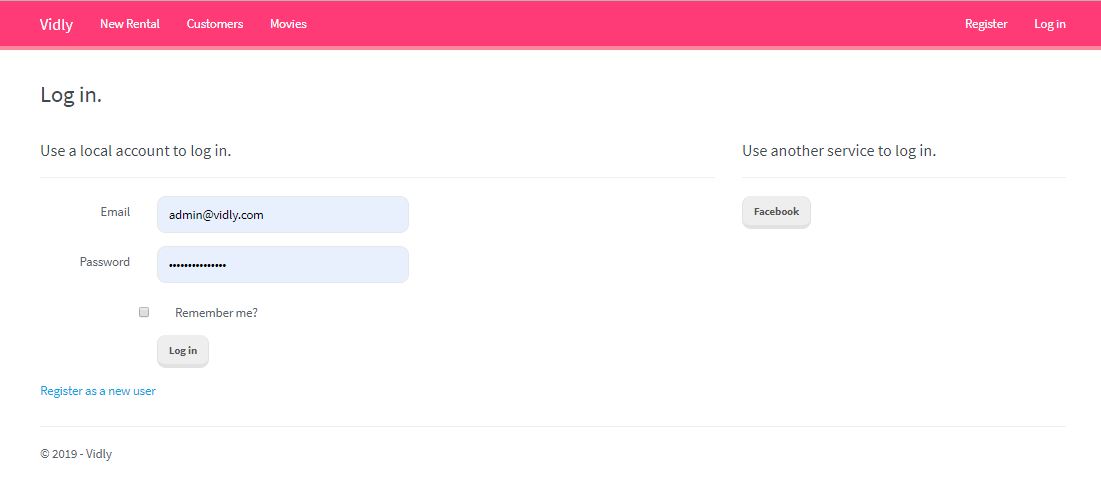 Vidly New Rental Customers Movies Register Log in
Log in.
Use a local account to log in.
Use another service to log in.
Email admin@vidly.com
Facebook
Password •••••••••••••••
Remember me?
Log in
Register as a new user
© 2019 - Vidly